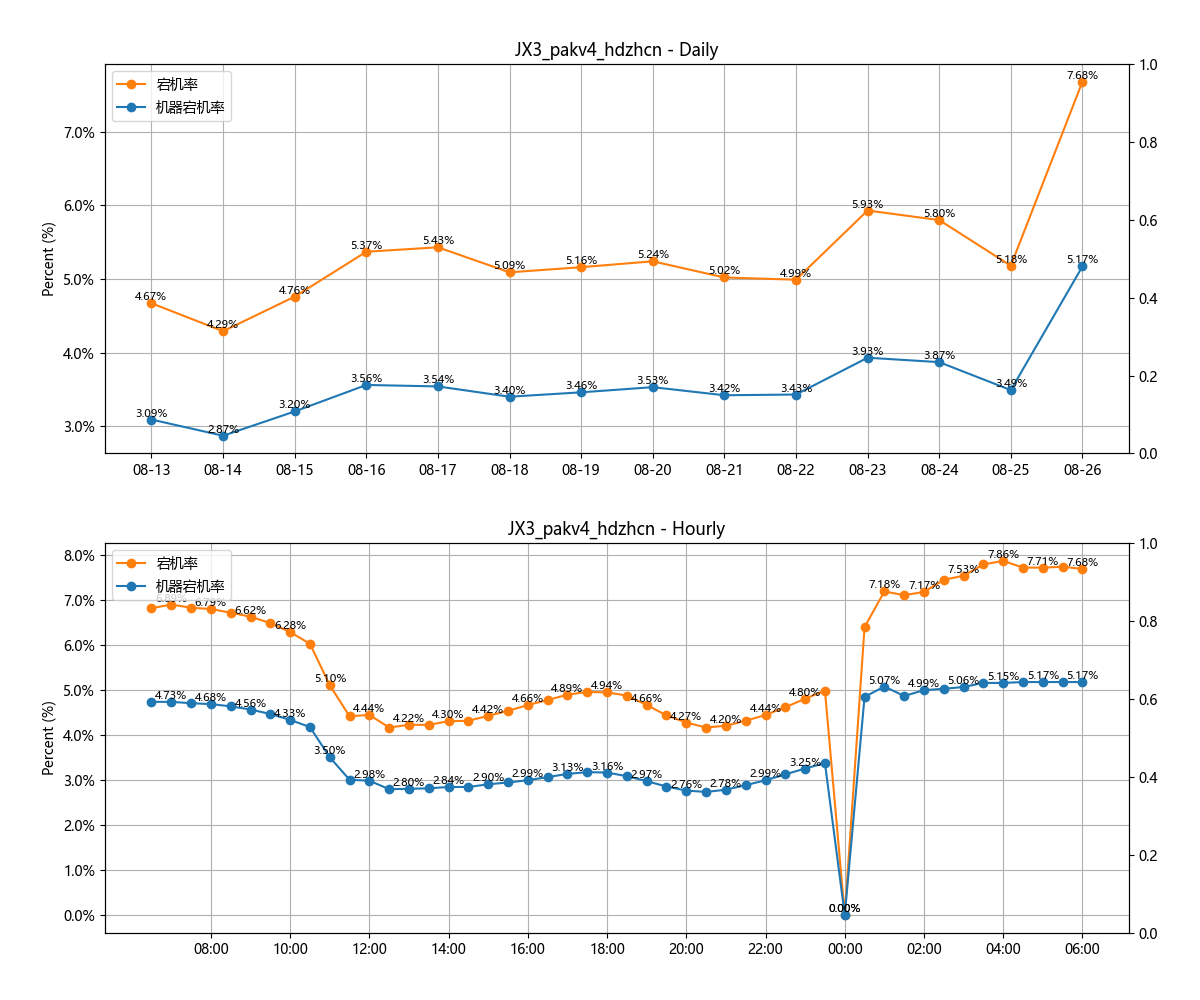 JX3_pakv4_hdzhcn - Daily
宕机率
机器宕机率
Percent (%)
7.0%
6.0%
5.0%
4.0%
3.0%
1.0
0.8
0.6
0.4
0.2
0.0
4.67% 4.29% 4.76% 5.37% 5.43% 5.09% 5.16% 5.24% 5.02% 4.99% 5.93% 5.80% 5.18% 7.68%
3.09% 2.87% 3.20% 3.56% 3.54% 3.40% 3.46% 3.53% 3.42% 3.43% 3.93% 3.87% 3.49% 5.17%
08-13 08-14 08-15 08-16 08-17 08-18 08-19 08-20 08-21 08-22 08-23 08-24 08-25 08-26
JX3_pakv4_hdzhcn - Hourly
宕机率
机器宕机率
Percent (%)
8.0%
7.0%
6.0%
5.0%
4.0%
3.0%
2.0%
1.0%
0.0%
1.0
0.8
0.6
0.4
0.2
0.0
6.79% 6.62% 6.28% 5.10% 4.44% 4.22% 4.30% 4.42% 4.66% 4.89% 4.94% 4.66% 4.27% 4.20% 4.44% 4.80% 0.00% 7.18% 7.17% 7.53% 7.86% 7.71% 7.68%
4.73% 4.68% 4.56% 4.33% 3.50% 2.98% 2.80% 2.84% 2.90% 2.99% 3.13% 3.16% 2.97% 2.76% 2.78% 2.99% 3.25% 0.00% 5.07% 4.99% 5.06% 5.15% 5.17% 5.17%
08:00 10:00 12:00 14:00 16:00 18:00 20:00 22:00 00:00 02:00 04:00 06:00